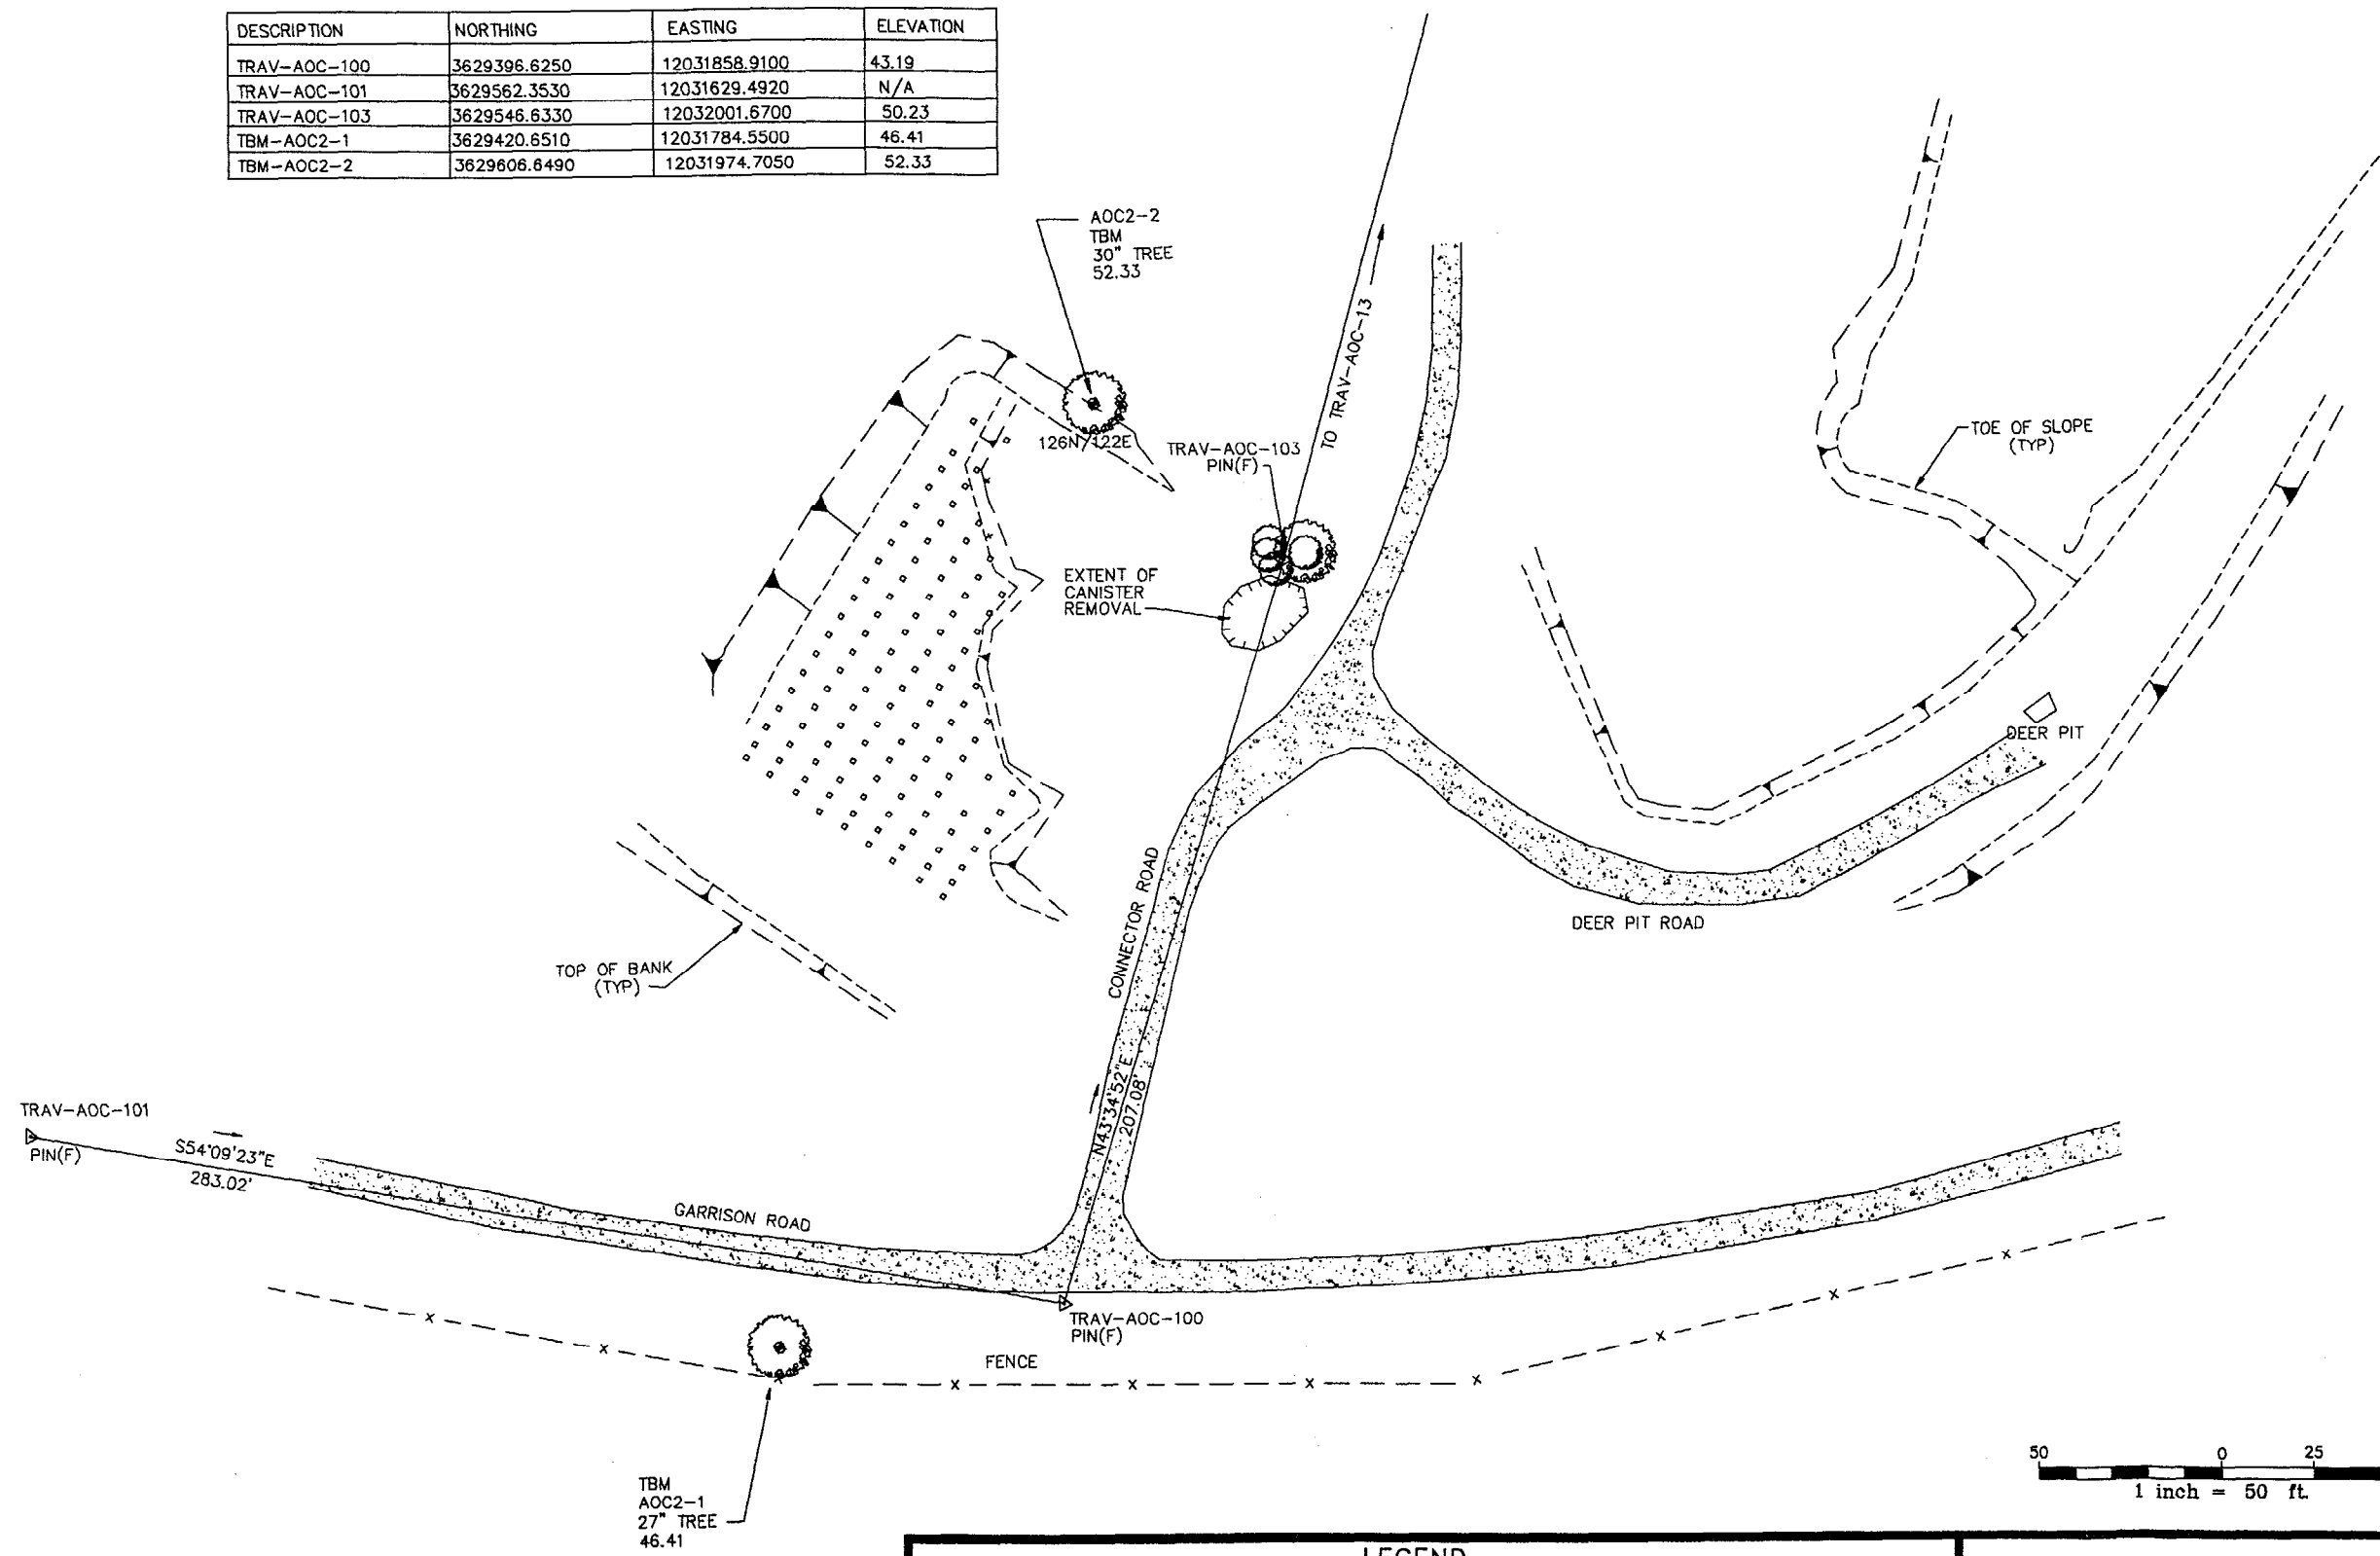 DESCRIPTION NORTHING EASTING ELEVATION
TRAV-AOC-100 3629396.6250 12031858.9100 43.19
TRAV-AOC-101 3629562.3530 12031629.4920 N/A
TRAV-AOC-103 3629546.6330 12032001.6700 50.23
TBM-AOC2-1 3629420.6510 12031784.5500 46.41
TBM-AOC2-2 3629606.6490 12031974.7050 52.33
AOC2-2
TBM
30" TREE
52.33
TO TRAV-AOC-13
126N/122E
TRAV-AOC-103
PIN(F)
TOE OF SLOPE
(TYP)
EXTENT OF
CANISTER
REMOVAL
DEER PIT
DEER PIT ROAD
CONNECTOR ROAD
TOP OF BANK
(TYP)
N43°34'52"E
207.08'
TRAV-AOC-101
PIN(F)
S54°09'23"E
283.02'
GARRISON ROAD
TRAV-AOC-100
PIN(F)
FENCE
X X X X X X X X X X
TBM
AOC2-1
27" TREE
46.41
50 0 25
1 inch = 50 ft.
LEGEND